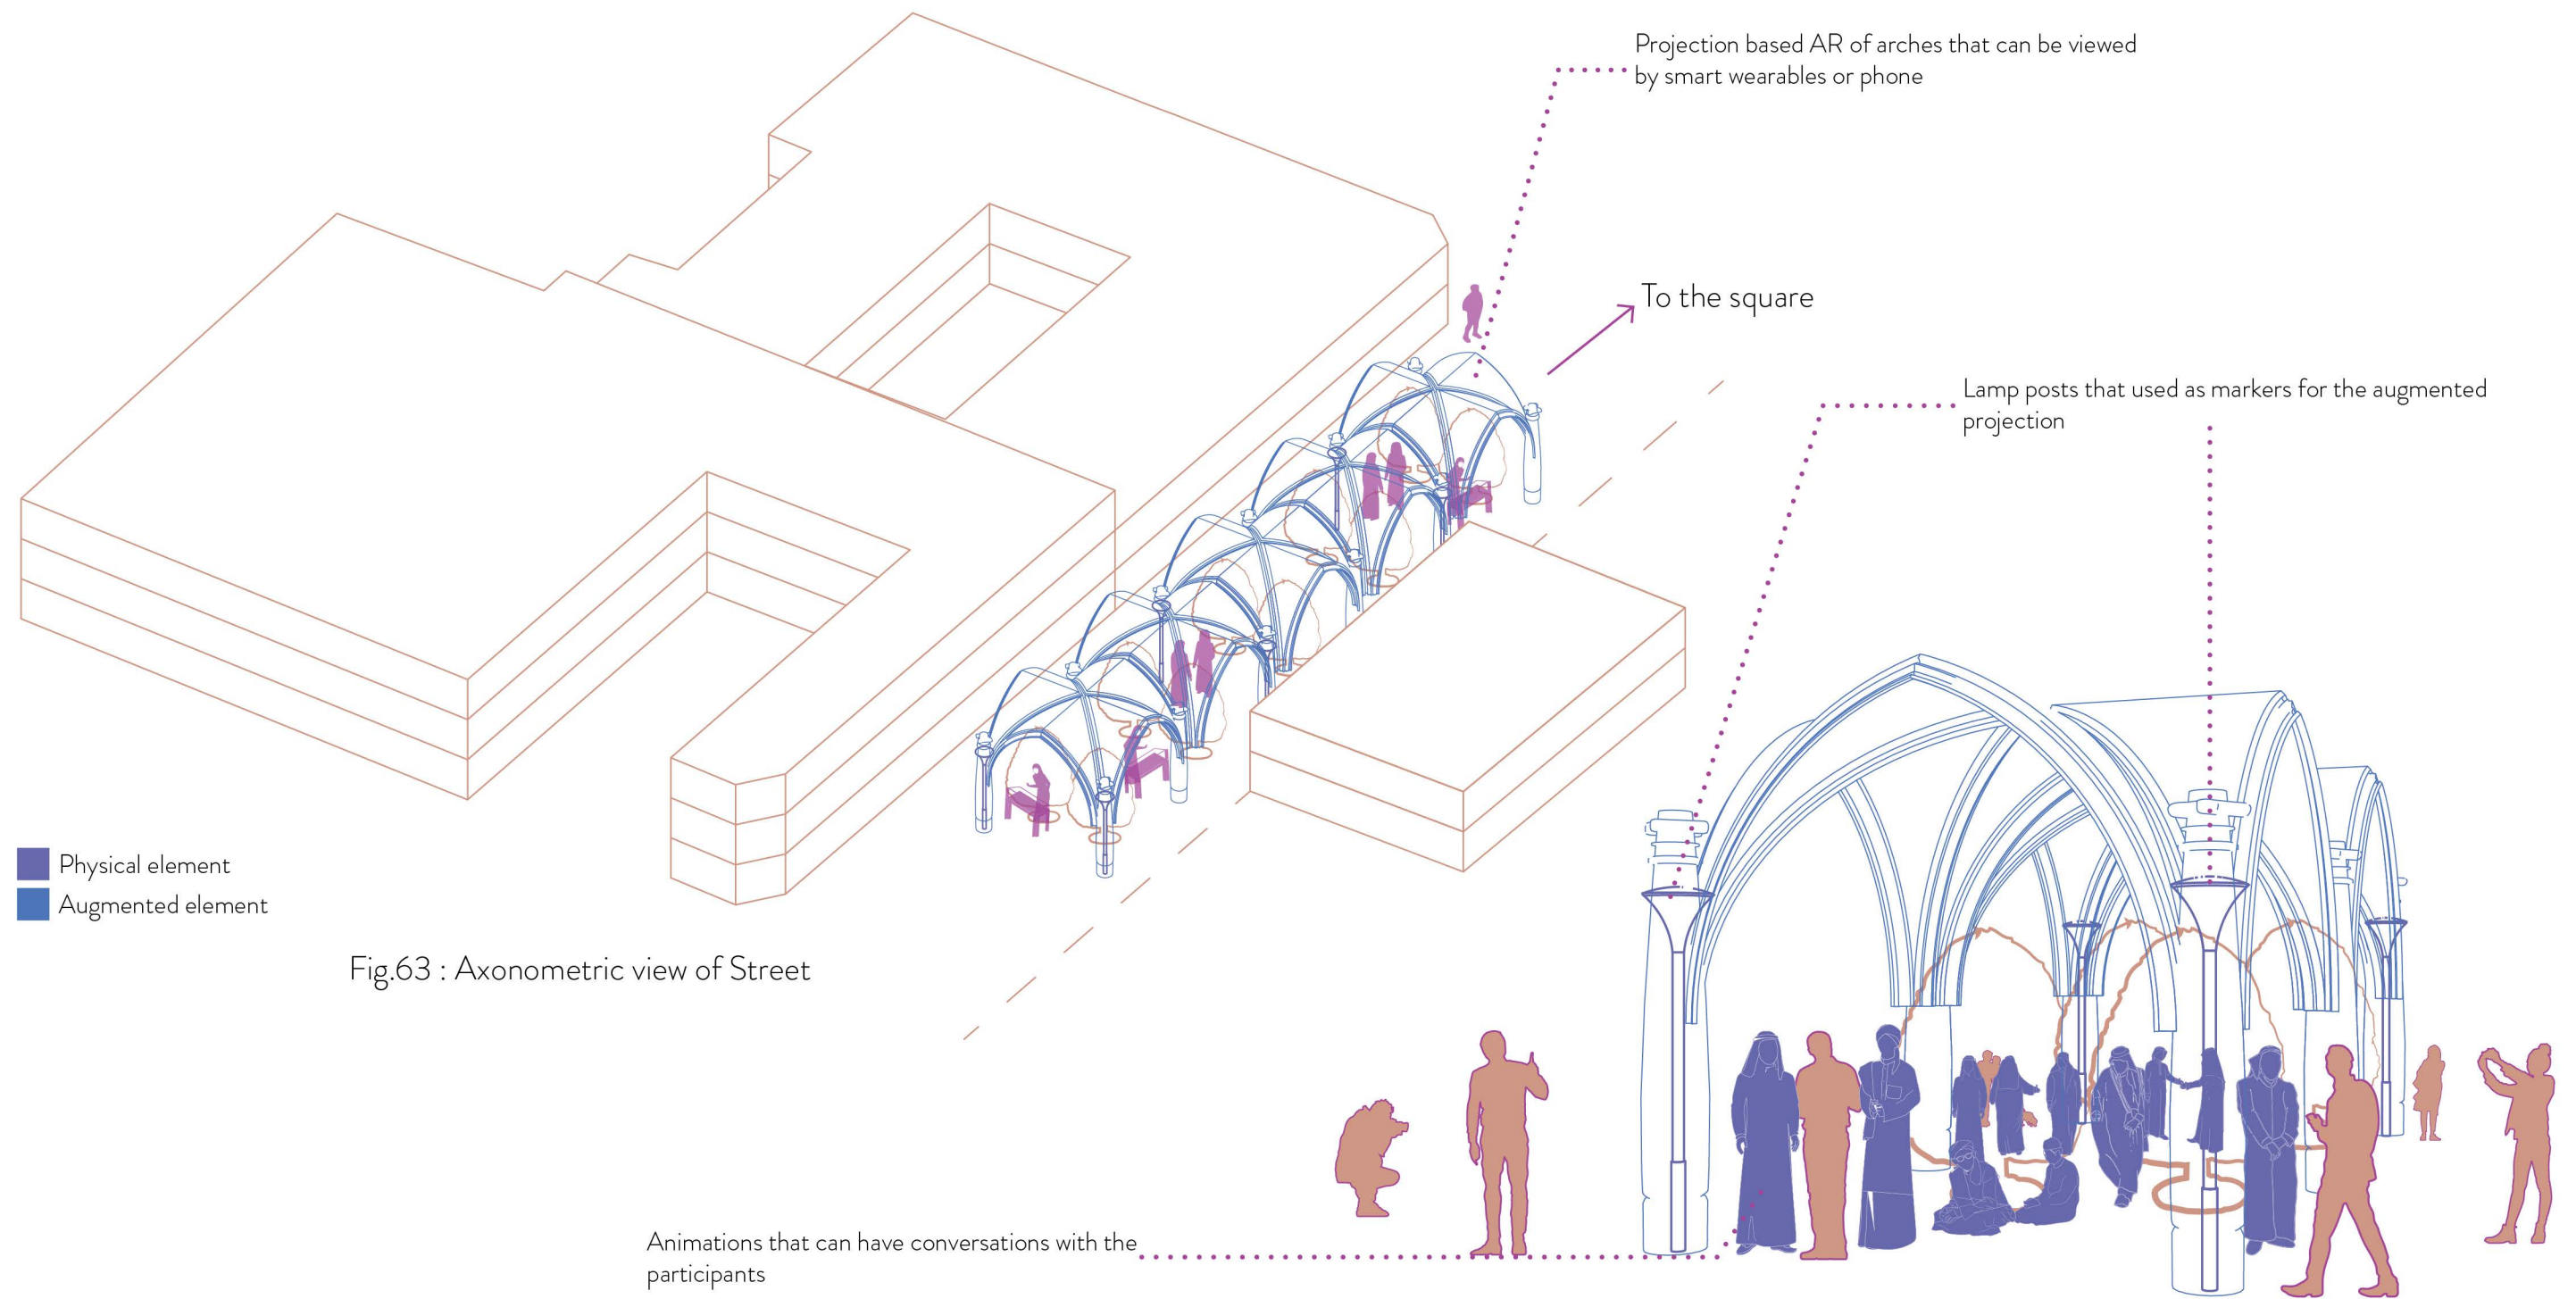 Projection based AR of arches that can be viewed
by smart wearables or phone
To the square
Lamp posts that used as markers for the augmented
projection
Physical element
Augmented element
Fig.63 : Axonometric view of Street
Animations that can have conversations with the
participants